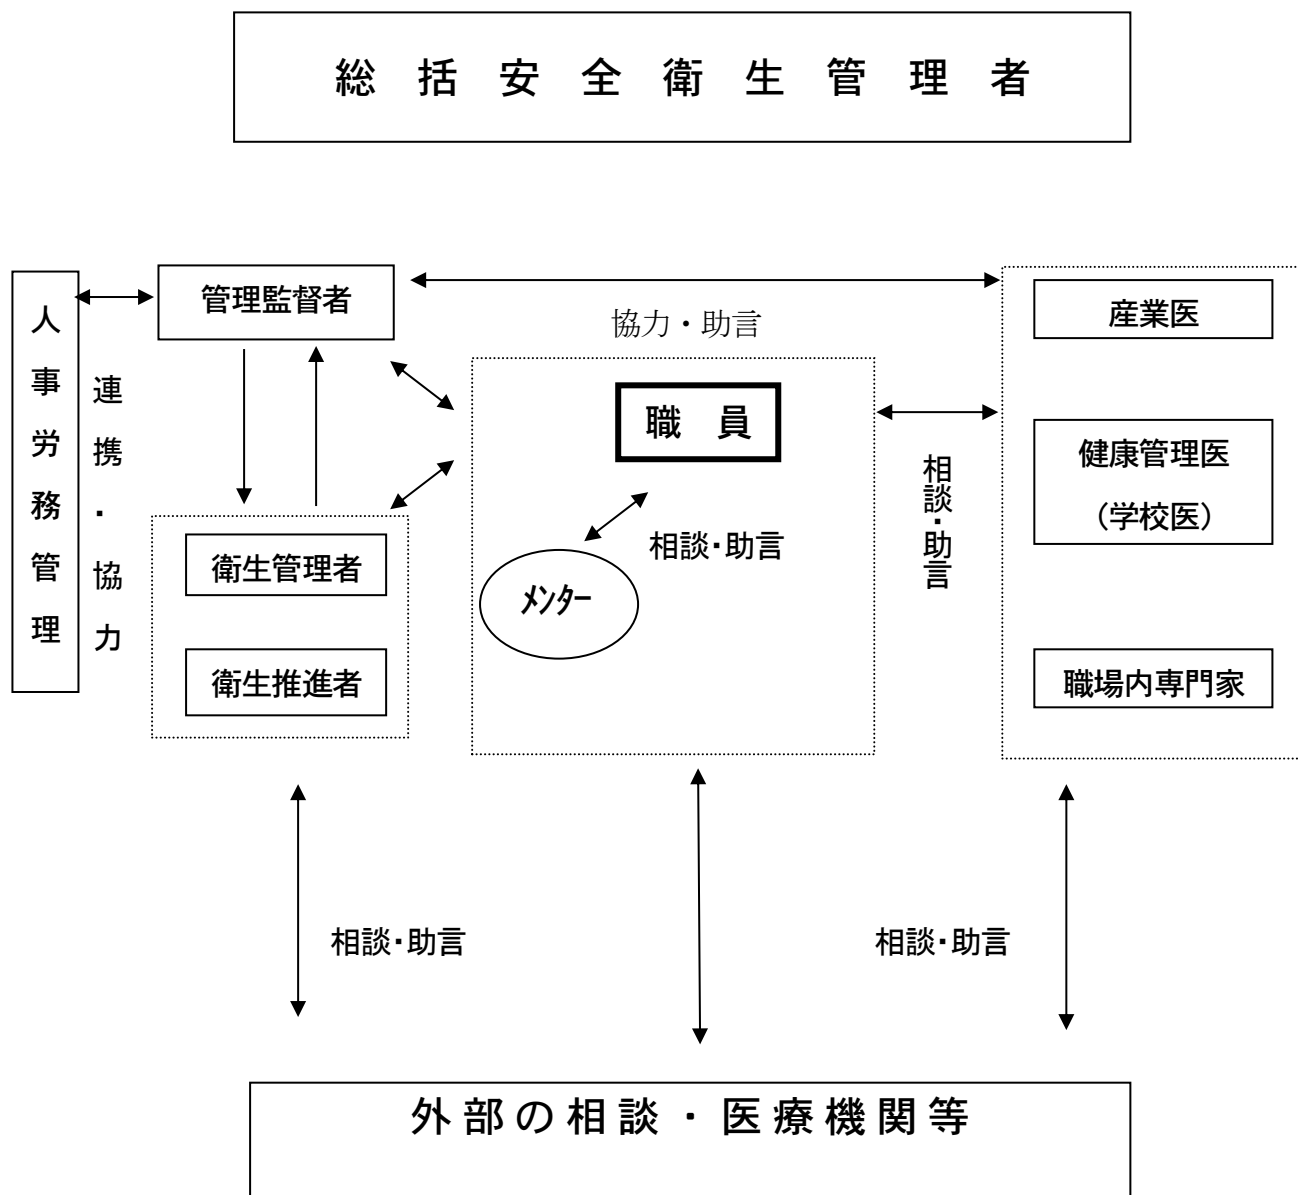 総括安全衛生管理者
人事労務管理
連携・協力
管理監督者
協力・助言
産業医
職員
相談・助言
健康管理医
（学校医）
相談・助言
衛生管理者
ﾒﾝﾀｰ
衛生推進者
職場内専門家
相談・助言
相談・助言
外部の相談・医療機関等